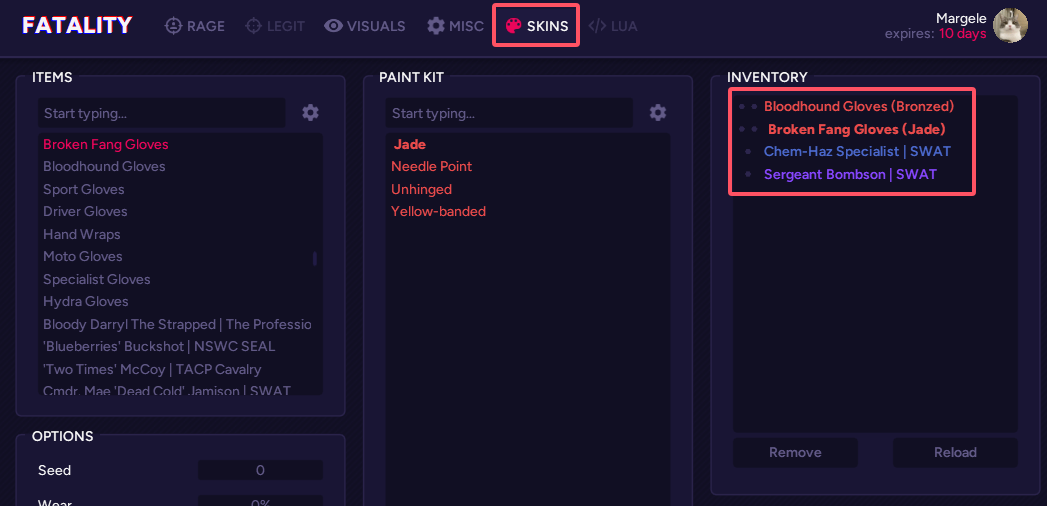 FATALITY
RAGE
LEGIT
VISUALS
MISC
SKINS
LUA
Margele
expires: 10 days
ITEMS
Start typing...
Broken Fang Gloves
Bloodhound Gloves
Sport Gloves
Driver Gloves
Hand Wraps
Moto Gloves
Specialist Gloves
Hydra Gloves
Bloody Darryl The Strapped | The Professio
'Blueberries' Buckshot | NSWC SEAL
'Two Times' McCoy | TACP Cavalry
Cmdr. Mae 'Dead Cold' Jamison | SWAT
OPTIONS
Seed
0
Wear
0%
PAINT KIT
Start typing...
Jade
Needle Point
Unhinged
Yellow-banded
INVENTORY
Bloodhound Gloves (Bronzed)
Broken Fang Gloves (Jade)
Chem-Haz Specialist | SWAT
Sergeant Bombson | SWAT
Remove
Reload